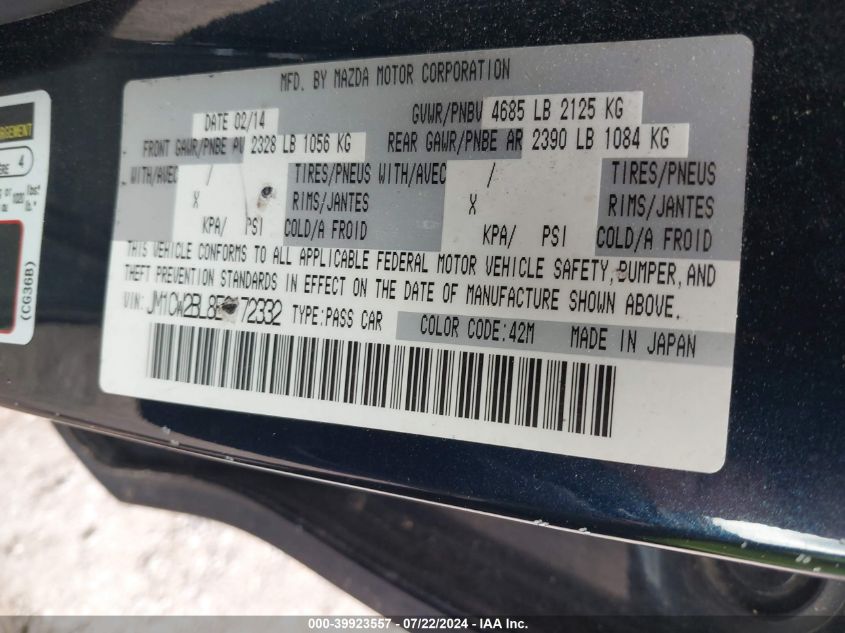 MFD. BY MAZDA MOTOR CORPORATION
DATE 02/14 GVWR/PNBV 4685 LB 2125 KG
FRONT GAWR/PNBE AV 2328 LB 1056 KG REAR GAWR/PNBE AR 2390 LB 1084 KG
WITH/AVEC / TIRES/PNEUS WITH/AVEC / TIRES/PNEUS
X RIMS/JANTES X RIMS/JANTES
KPA/ PSI COLD/A FROID KPA/ PSI COLD/A FROID
THIS VEHICLE CONFORMS TO ALL APPLICABLE FEDERAL MOTOR VEHICLE SAFETY, BUMPER, AND
THEFT PREVENTION STANDARDS IN EFFECT ON THE DATE OF MANUFACTURE SHOWN ABOVE.
VIN: TYPE:PASS CAR COLOR CODE:42M MADE IN JAPAN
4
(CG36B)
000-39923557 - 07/22/2024 - IAA Inc.